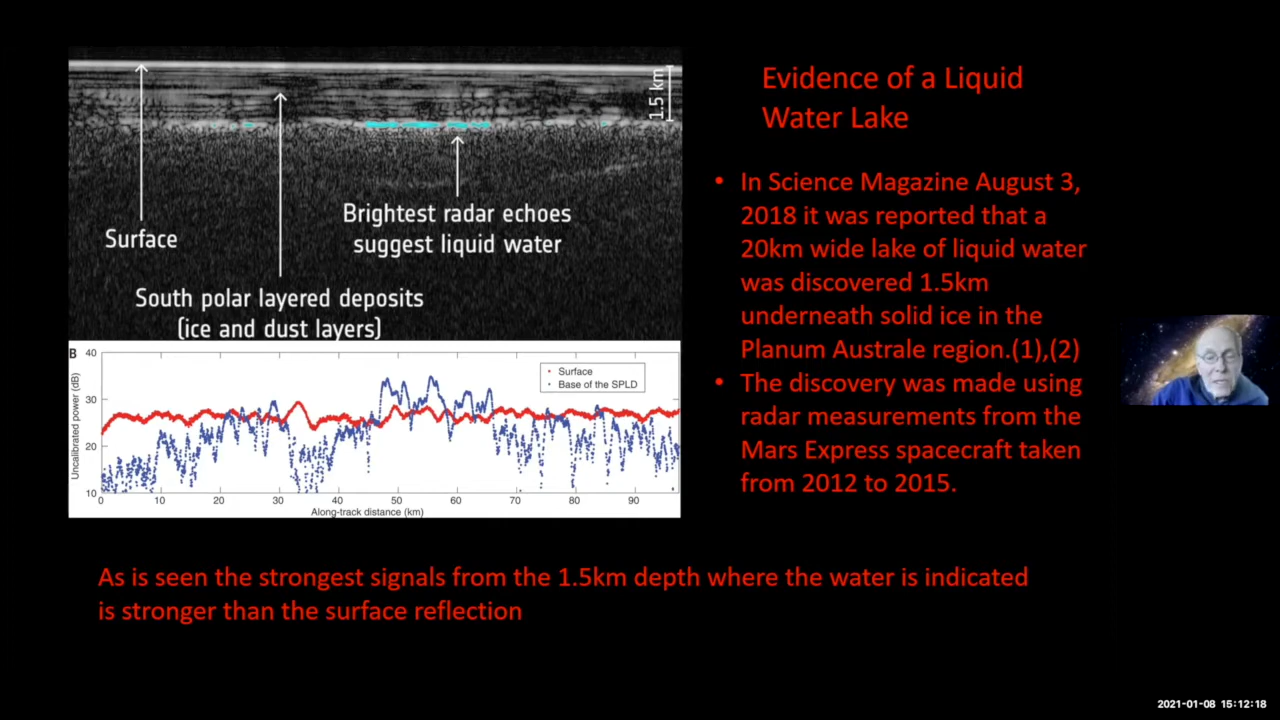 1.5 km
Surface
Brightest radar echoes
suggest liquid water
South polar layered deposits
(ice and dust layers)
B
40
30
20
10
Uncalibrated power (dB)
Surface
Base of the SPLD
0 10 20 30 40 50 60 70 80 90
Along-track distance (km)
Evidence of a Liquid
Water Lake
• In Science Magazine August 3,
2018 it was reported that a
20km wide lake of liquid water
was discovered 1.5km
underneath solid ice in the
Planum Australe region.(1),(2)
• The discovery was made using
radar measurements from the
Mars Express spacecraft taken
from 2012 to 2015.
As is seen the strongest signals from the 1.5km depth where the water is indicated
is stronger than the surface reflection
2021-01-08 15:12:18